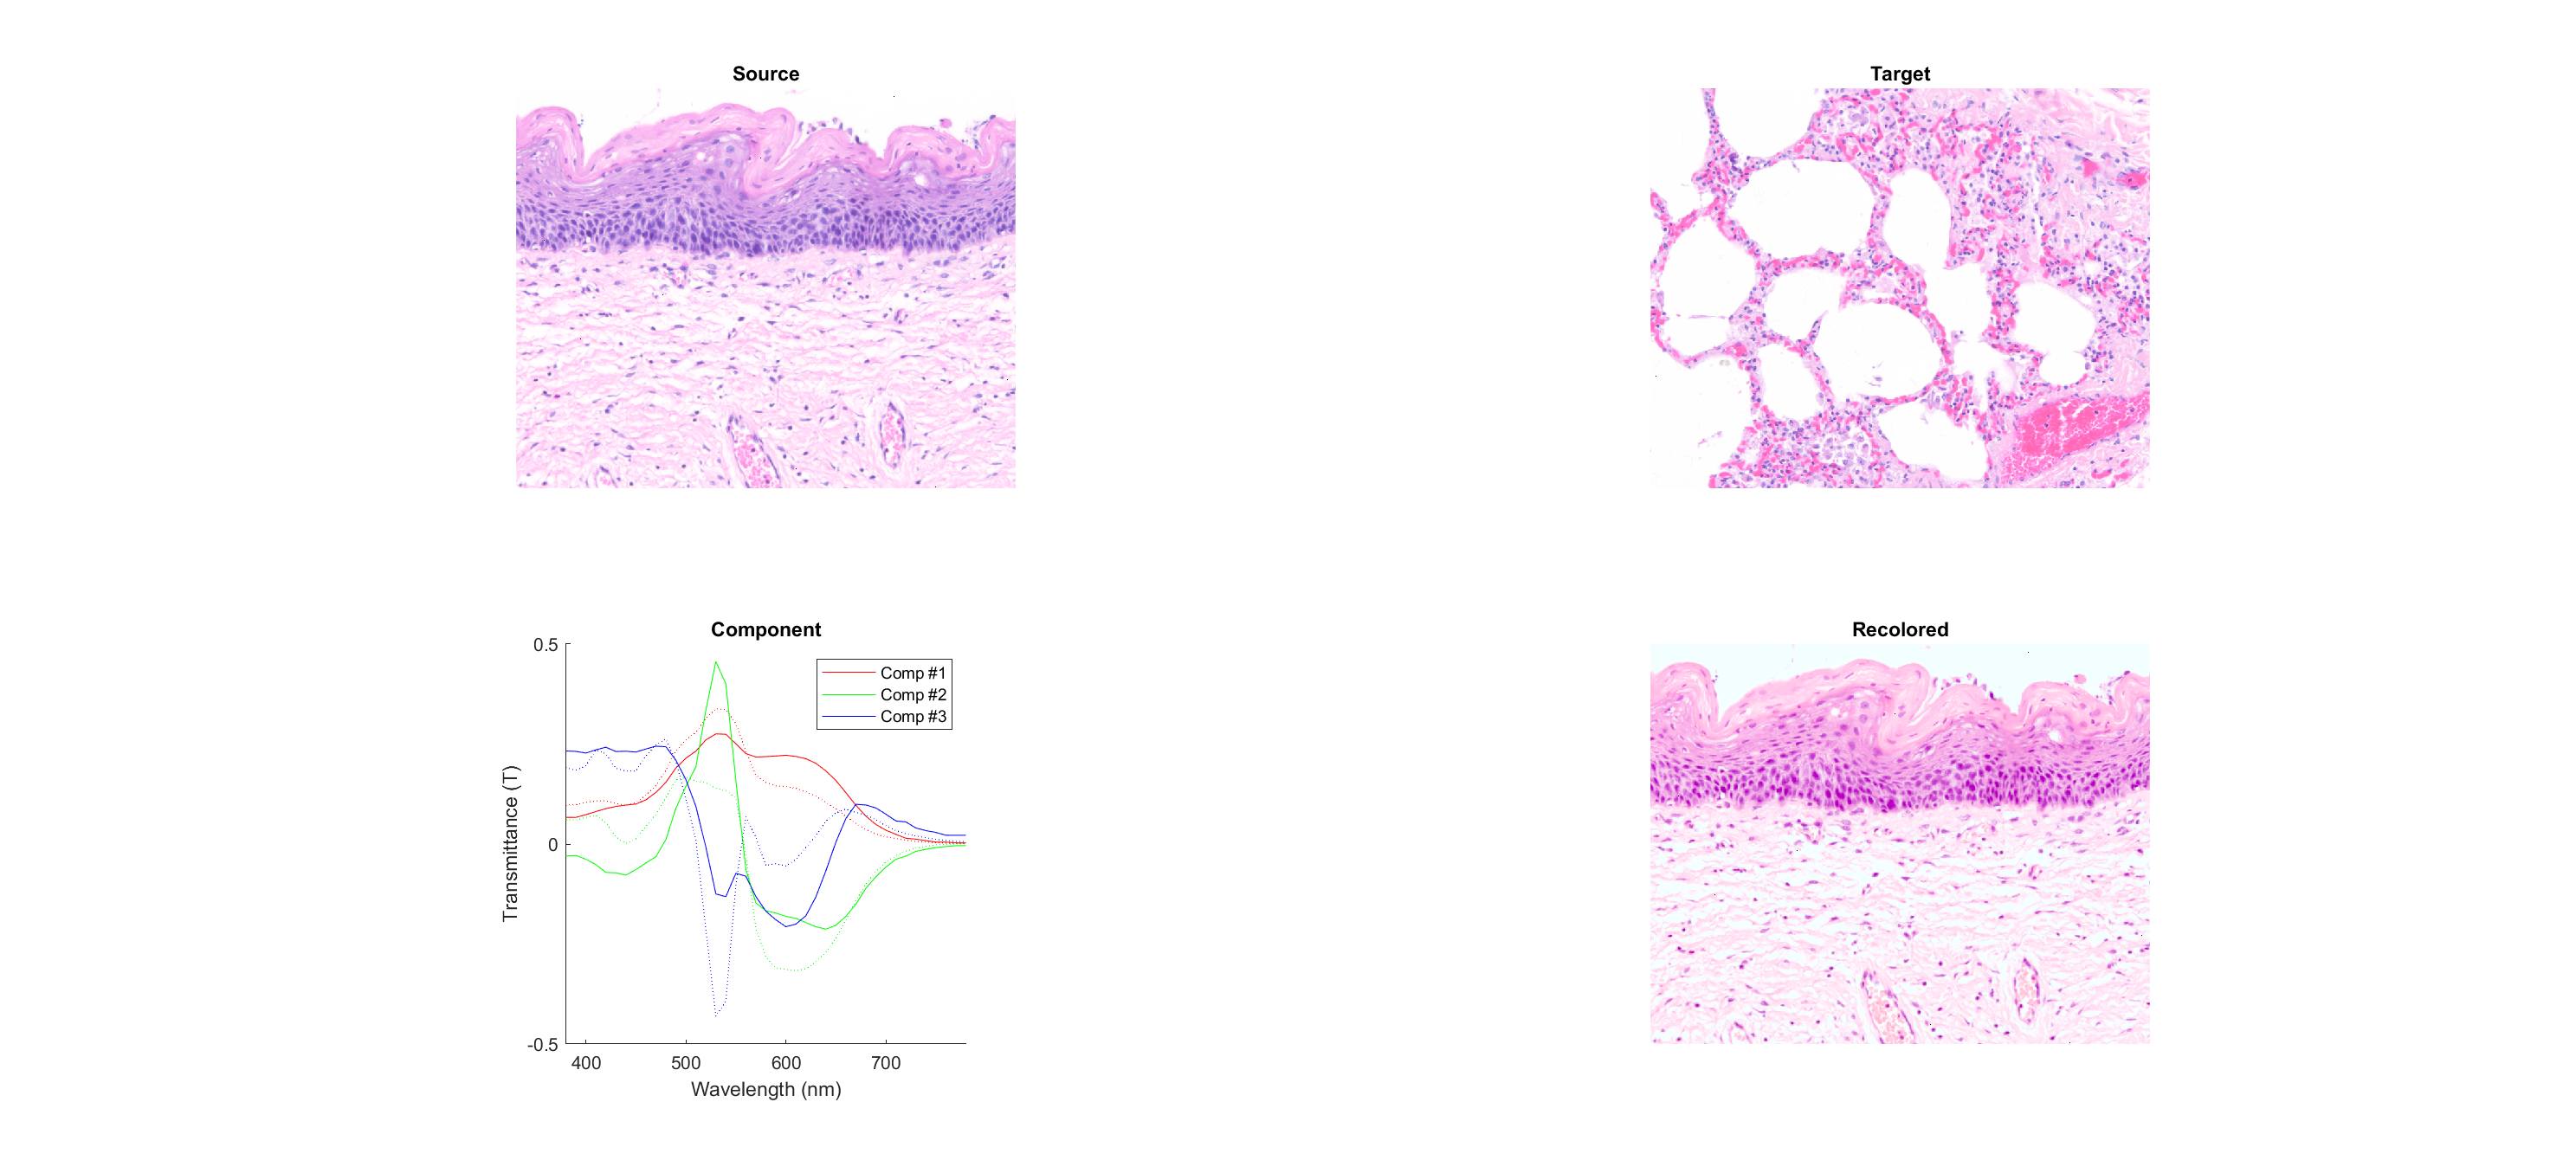 Source
Target
Component
0.5
0
-0.5
Transmittance (T)
Comp #1
Comp #2
Comp #3
400 500 600 700
Wavelength (nm)
Recolored